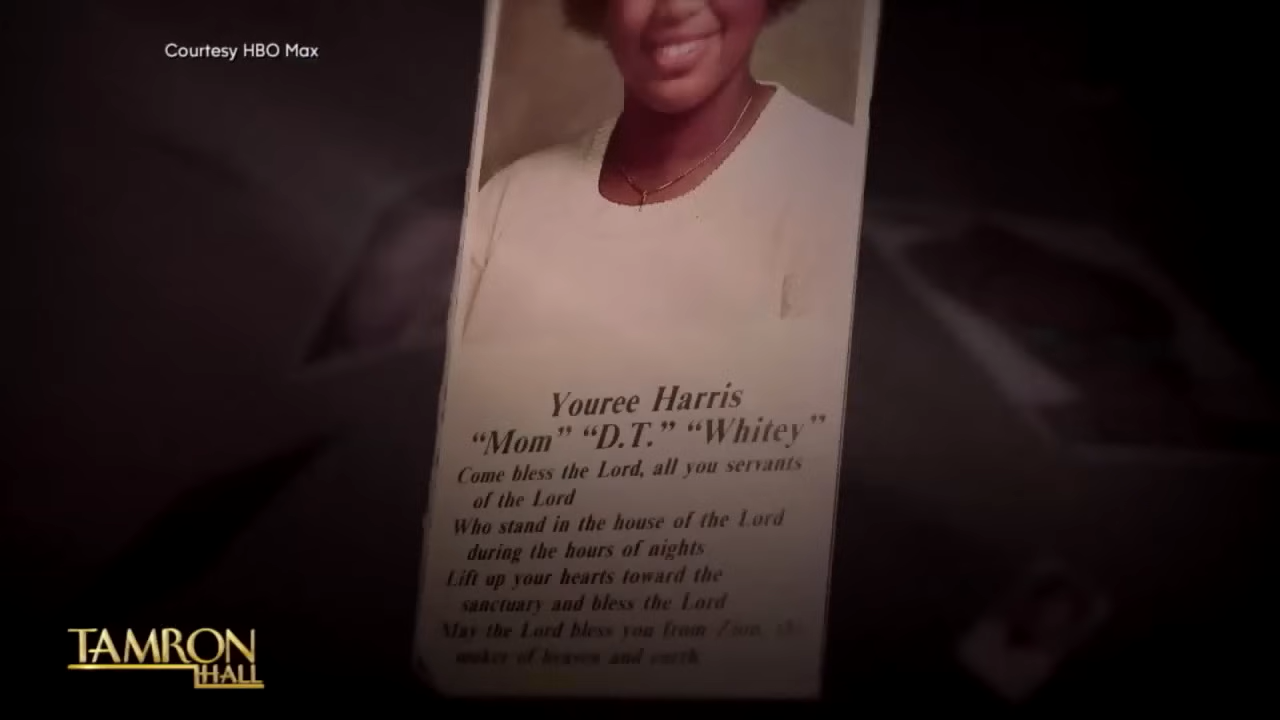 Courtesy HBO Max
Youree Harris
“Mom” “D.T.” “Whitey”
Come bless the Lord, all you servants
of the Lord
Who stand in the house of the Lord
during the hours of nights
Lift up your hearts toward the
sanctuary and bless the Lord
May the Lord bless you from Zion, the
maker of heaven and earth
TAMRON
HALL